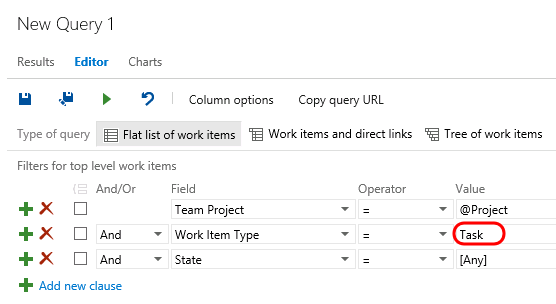 New Query 1
Results Editor Charts
Column options Copy query URL
Type of query Flat list of work items Work items and direct links Tree of work items
Filters for top level work items
And/Or Field Operator Value
Team Project = @Project
And Work Item Type = Task
And State = [Any]
Add new clause